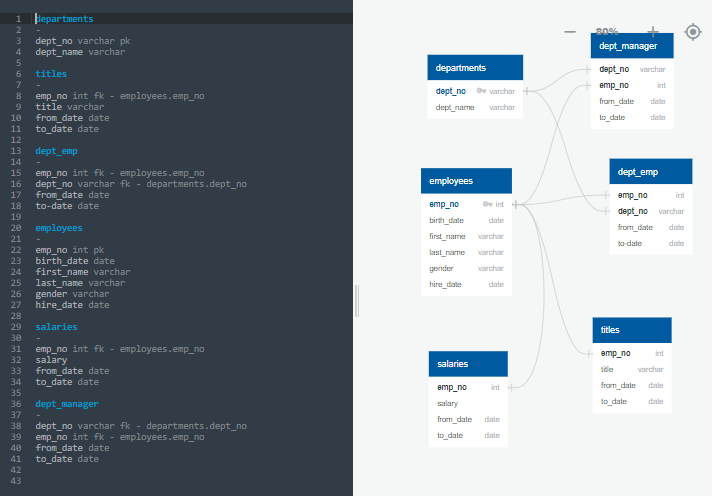 1 departments
2 -
3 dept_no varchar pk
4 dept_name varchar
5
6 titles
7 -
8 emp_no int fk - employees.emp_no
9 title varchar
10 from_date date
11 to_date date
12
13 dept_emp
14 -
15 emp_no int fk - employees.emp_no
16 dept_no varchar fk - departments.dept_no
17 from_date date
18 to-date date
19
20 employees
21 -
22 emp_no int pk
23 birth_date date
24 first_name varchar
25 last_name varchar
26 gender varchar
27 hire_date date
28
29 salaries
30 -
31 emp_no int fk - employees.emp_no
32 salary
33 from_date date
34 to_date date
35
36 dept_manager
37 -
38 dept_no varchar fk - departments.dept_no
39 emp_no int fk - employees.emp_no
40 from_date date
41 to_date date
42
43
80%
dept_manager
dept_no varchar
emp_no int
from_date date
to_date date
departments
dept_no varchar
dept_name varchar
dept_emp
emp_no int
dept_no varchar
from_date date
to-date date
employees
emp_no int
birth_date date
first_name varchar
last_name varchar
gender varchar
hire_date date
titles
emp_no int
title varchar
from_date date
to_date date
salaries
emp_no int
salary
from_date date
to_date date